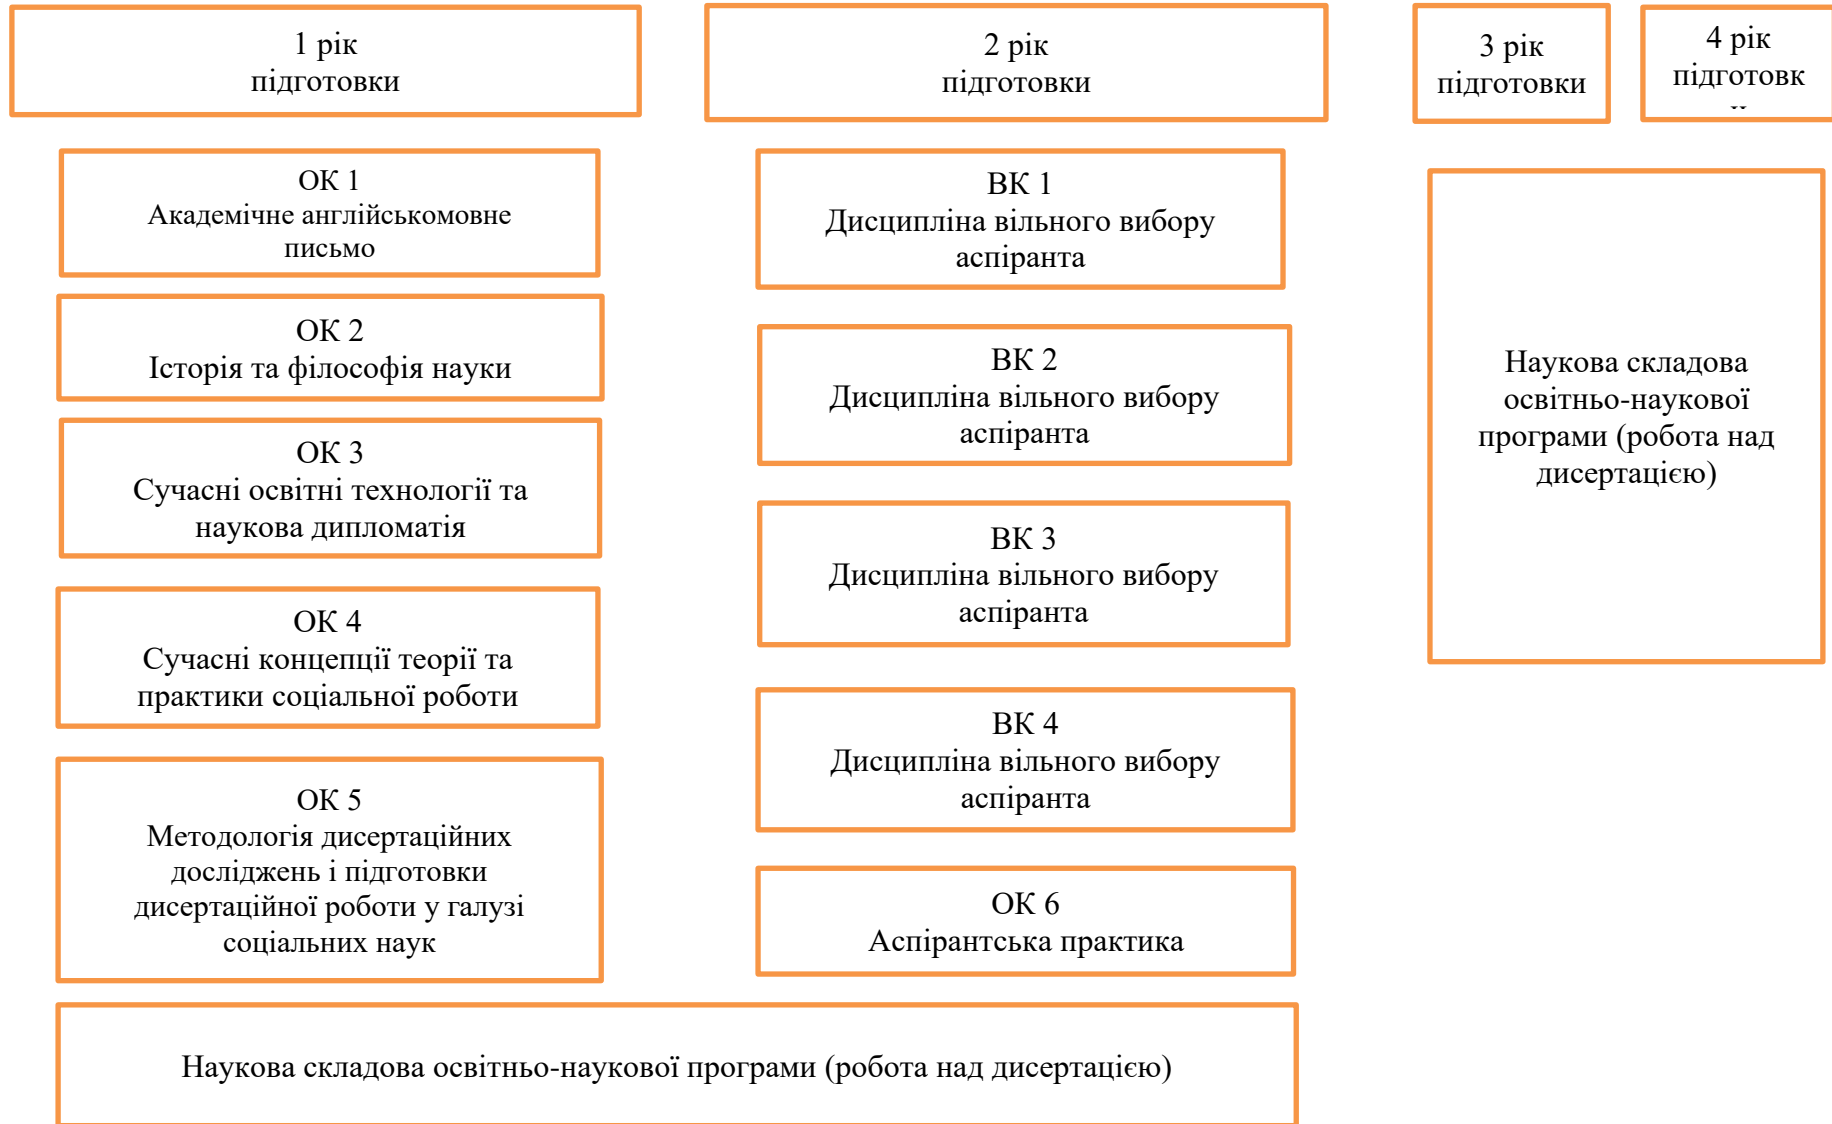 1 рік
підготовки
2 рік
підготовки
3 рік
підготовки
4 рік
підготовк
ОК 1
Академічне англійськомовне
письмо
ОК 2
Історія та філософія науки
ОК 3
Сучасні освітні технології та
наукова дипломатія
ОК 4
Сучасні концепції теорії та
практики соціальної роботи
ОК 5
Методологія дисертаційних
досліджень і підготовки
дисертаційної роботи у галузі
соціальних наук
ВК 1
Дисципліна вільного вибору
аспіранта
ВК 2
Дисципліна вільного вибору
аспіранта
ВК 3
Дисципліна вільного вибору
аспіранта
ВК 4
Дисципліна вільного вибору
аспіранта
ОК 6
Аспірантська практика
Наукова складова
освітньо-наукової
програми (робота над
дисертацією)
Наукова складова освітньо-наукової програми (робота над дисертацією)